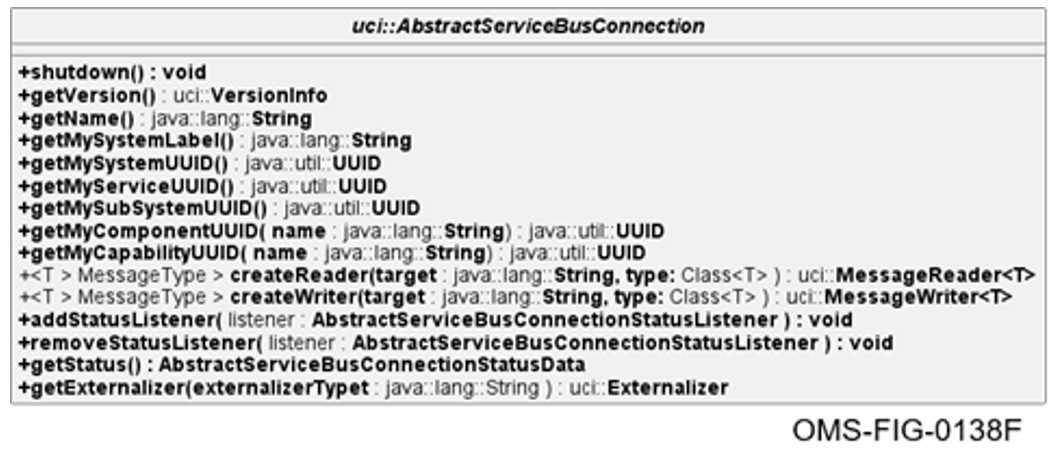 uci::AbstractServiceBusConnection
+shutdown() : void
+getVersion() : uci::VersionInfo
+getName() : java::lang::String
+getMySystemLabel() : java::lang::String
+getMySystemUUID() : java::util::UUID
+getMyServiceUUID() : java::util::UUID
+getMySubSystemUUID() : java::util::UUID
+getMyComponentUUID( name : java::lang::String) : java::util::UUID
+getMyCapabilityUUID( name : java::lang::String) : java::util::UUID
+<T > MessageType > createReader(target : java::lang::String, type: Class<T> ) : uci::MessageReader<T>
+<T > MessageType > createWriter(target : java::lang::String, type: Class<T> ) : uci::MessageWriter<T>
+addStatusListener( listener : AbstractServiceBusConnectionStatusListener ) : void
+removeStatusListener( listener : AbstractServiceBusConnectionStatusListener ) : void
+getStatus() : AbstractServiceBusConnectionStatusData
+getExternalizer(externalizerTypet : java::lang::String ) : uci::Externalizer
OMS-FIG-0138F